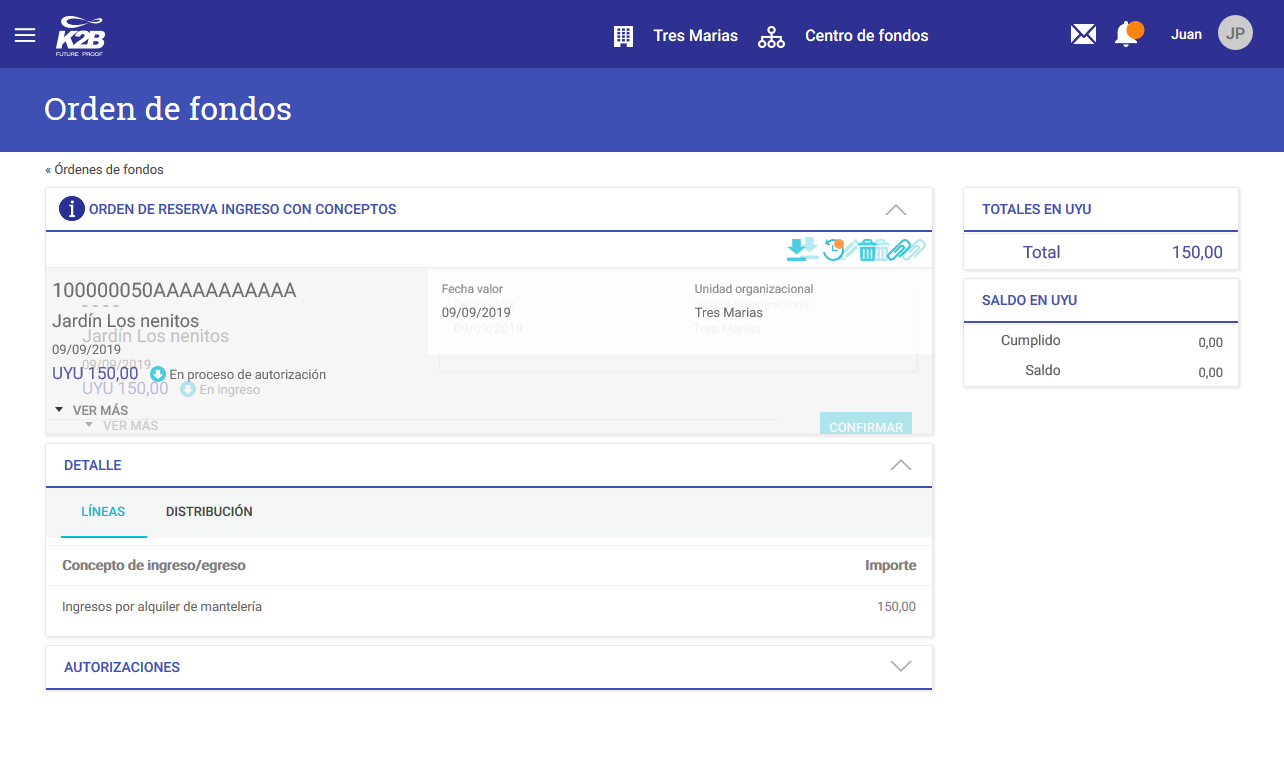 K2B
FUTURE PROOF
Tres Marias
Centro de fondos
Juan
JP
Orden de fondos
« Órdenes de fondos
i ORDEN DE RESERVA INGRESO CON CONCEPTOS
100000050AAAAAAAAAAA
- - - -
Jardín Los nenitos
Jardín Los nenitos
09/09/2019
09/09/2019
UYU 150,00 En proceso de autorización
UYU 150,00 En ingreso
VER MÁS
VER MÁS
Fecha valor
Unidad organizacional
09/09/2019
Tres Marias
09/09/2019
Tres Marias
CONFIRMAR
DETALLE
LÍNEAS
DISTRIBUCIÓN
Concepto de ingreso/egreso
Importe
Ingresos por alquiler de mantelería
150,00
AUTORIZACIONES
TOTALES EN UYU
Total 150,00
SALDO EN UYU
Cumplido 0,00
Saldo 0,00